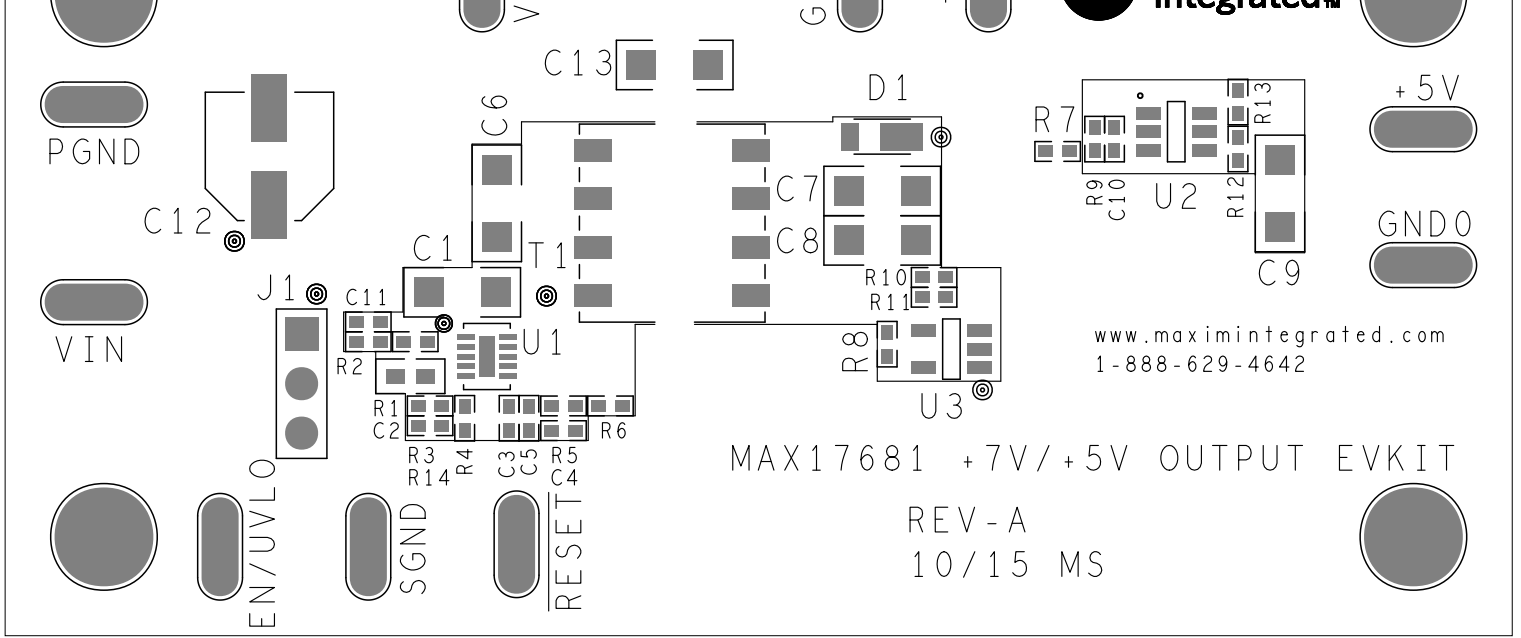 V
G
integrated™
C13
D1
R13
+5V
C6
R7
PGND
C7
R9
C10
U2
R12
C12
C1
T1
C8
GND0
J1
C11
R10
R11
C9
VIN
R2
U1
R8
www.maximintegrated.com
1-888-629-4642
R1
C2
U3
R6
R3
R14
R4
C3
C5
R5
C4
MAX17681 +7V/+5V OUTPUT EVKIT
EN/UVLO
SGND
RESET
REV-A
10/15 MS